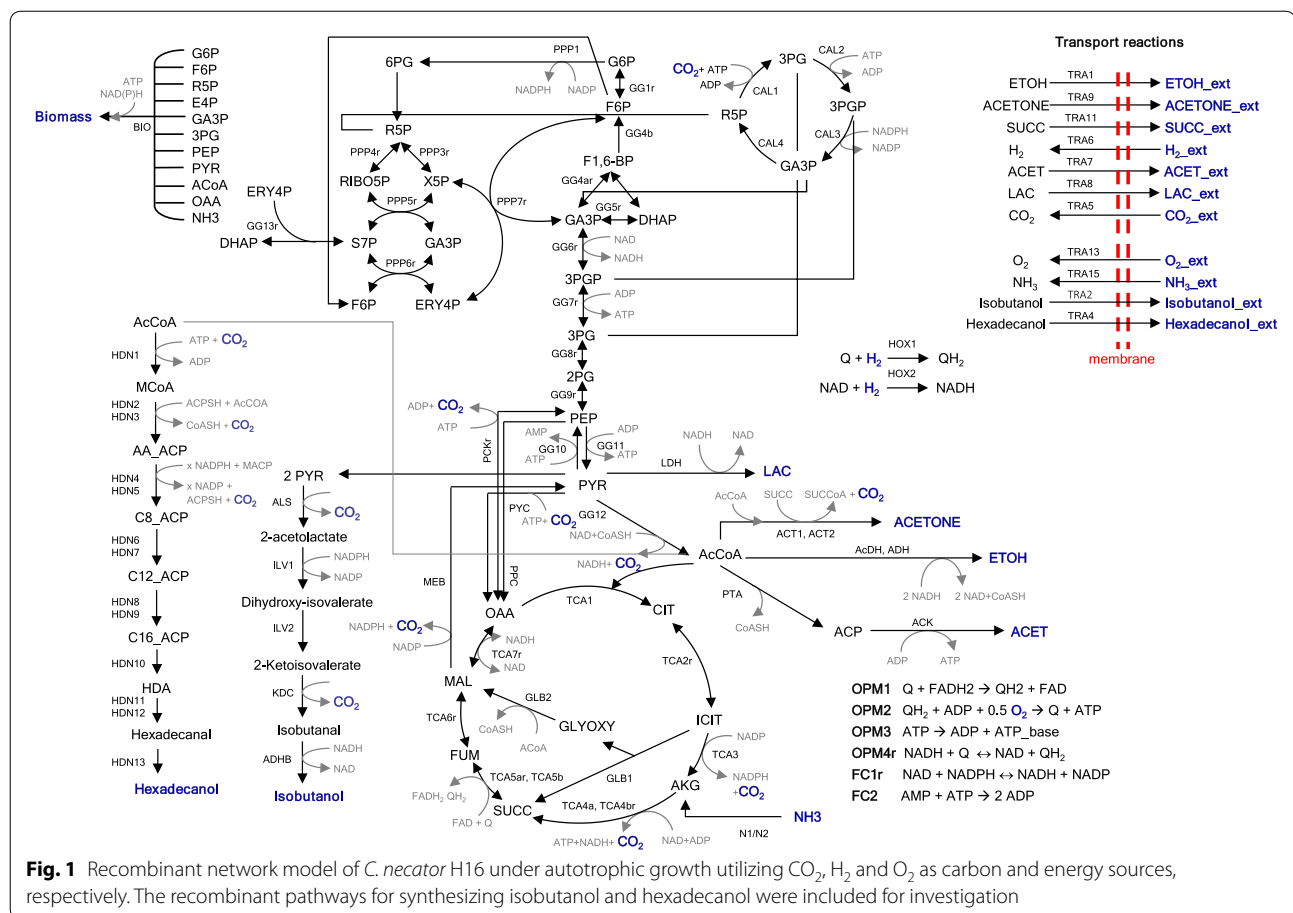 G6P
F6P
R5P
E4P
GA3P
3PG
PEP
PYR
ACoA
OAA
NH3
ATP
NAD(P)H
Biomass
BIO
6PG
PPP1
G6P
NADPH NADP
GG1r
F6P
R5P
PPP4r
PPP3r
RIBO5P
X5P
PPP5r
S7P
GA3P
PPP6r
F6P
ERY4P
PPP7r
ERY4P
GG13r
DHAP
GG4b
F1,6-BP
GG4ar
GG5r
GA3P
DHAP
GG6r
NAD
NADH
3PGP
GG7r
ADP
ATP
3PG
GG8r
2PG
GG9r
PEP
3PG
CAL2
ATP
ADP
CO2+ ATP
ADP
CAL1
R5P
3PGP
CAL3
NADPH
NADP
CAL4
GA3P
Transport reactions
ETOH TRA1 ETOH_ext
ACETONE TRA9 ACETONE_ext
SUCC TRA11 SUCC_ext
H2 TRA6 H2_ext
ACET TRA7 ACET_ext
LAC TRA8 LAC_ext
CO2 TRA5 CO2_ext
O2 TRA13 O2_ext
NH3 TRA15 NH3_ext
Isobutanol TRA2 Isobutanol_ext
Hexadecanol TRA4 Hexadecanol_ext
membrane
Q + H2 HOX1 QH2
NAD + H2 HOX2 NADH
AcCoA
HDN1
ATP + CO2
ADP
MCoA
HDN2
HDN3
ACPSH + AcCOA
CoASH + CO2
AA_ACP
HDN4
HDN5
x NADPH + MACP
x NADP +
ACPSH + CO2
C8_ACP
HDN6
HDN7
C12_ACP
HDN8
HDN9
C16_ACP
HDN10
HDA
HDN11
HDN12
Hexadecanal
HDN13
Hexadecanol
2 PYR
ALS
CO2
2-acetolactate
ILV1
NADPH
NADP
Dihydroxy-isovalerate
ILV2
2-Ketoisovalerate
KDC
CO2
Isobutanal
ADHB
NADH
NAD
Isobutanol
ADP+ CO2
ATP
PCKr
AMP
ATP
GG10
GG11
ADP
ATP
PYR
LDH
NADH NAD
LAC
PYC
ATP+ CO2
GG12
NAD+CoASH
NADH+ CO2
AcCoA
AcCoA
SUCC
SUCCoA + CO2
ACT1, ACT2
ACETONE
AcDH, ADH
ETOH
2 NADH 2 NAD+CoASH
PTA
CoASH
ACP
ACK
ADP ATP
ACET
MEB
PPC
NADPH + CO2
NADP
OAA
TCA1
CIT
TCA2r
ICIT
TCA3
NADP
NADPH
+CO2
AKG
N1/N2
NH3
TCA4a, TCA4br
NAD+ADP
ATP+NADH+ CO2
GLB1
SUCC
TCA5ar, TCA5b
FADH2 QH2
FAD + Q
FUM
TCA6r
MAL
TCA7r
NADH
NAD
GLB2
GLYOXY
CoASH
ACoA
OPM1 Q + FADH2 → QH2 + FAD
OPM2 QH2 + ADP + 0.5 O2 → Q + ATP
OPM3 ATP → ADP + ATP_base
OPM4r NADH + Q ↔ NAD + QH2
FC1r NAD + NADPH ↔ NADH + NADP
FC2 AMP + ATP → 2 ADP
Fig. 1 Recombinant network model of C. necator H16 under autotrophic growth utilizing CO2, H2 and O2 as carbon and energy sources,
respectively. The recombinant pathways for synthesizing isobutanol and hexadecanol were included for investigation